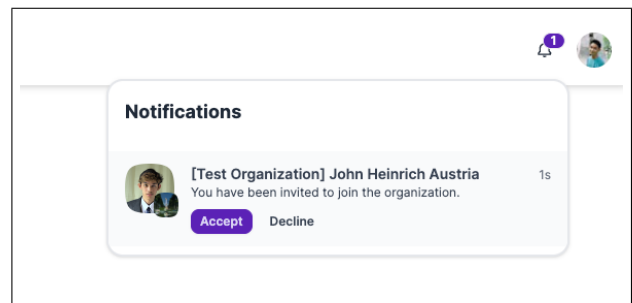 1
Notifications
[Test Organization] John Heinrich Austria 1s
You have been invited to join the organization.
Accept Decline